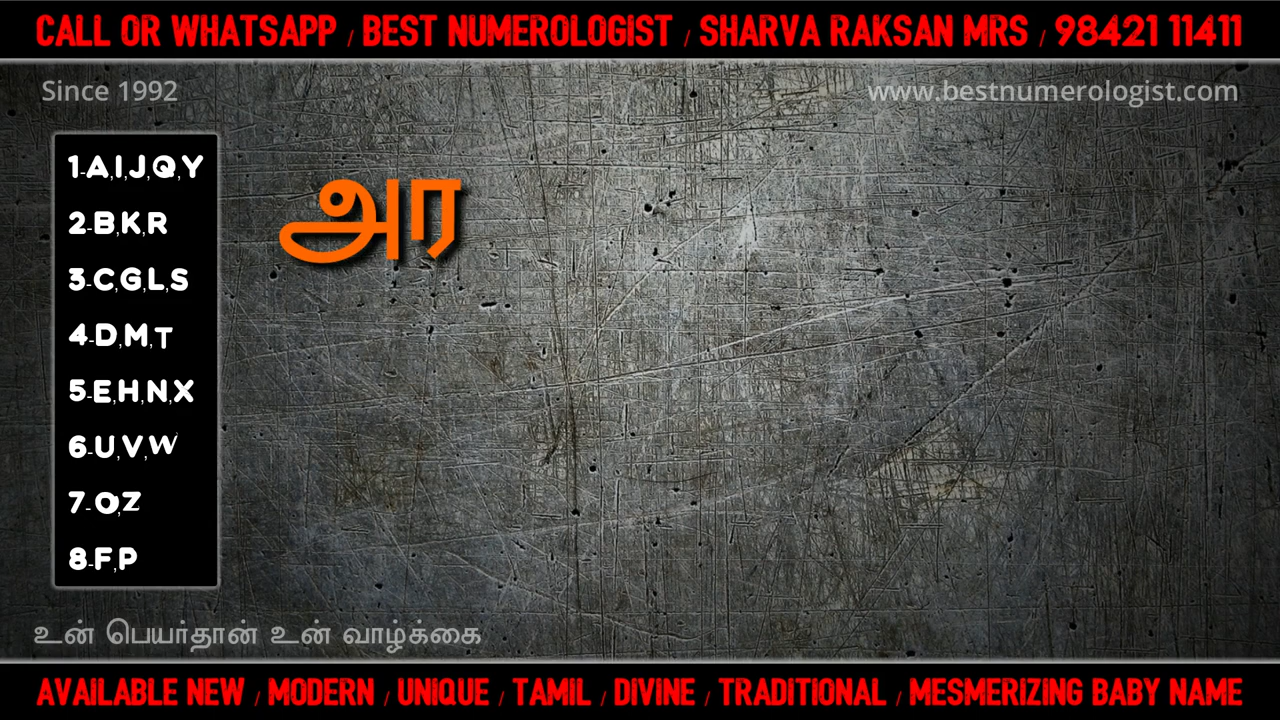 CALL OR WHATSAPP / BEST NUMEROLOGIST / SHARVA RAKSAN MRS / 98421 11411
Since 1992
www.bestnumerologist.com
1-A,I,J,Q,Y
2-B,K,R
3-C,G,L,S
4-D,M,T
5-E,H,N,X
6-U,V,W
7-O,Z
8-F,P
அர
உன் பெயர்தான் உன் வாழ்க்கை
AVAILABLE NEW / MODERN / UNIQUE / TAMIL / DIVINE / TRADITIONAL / MESMERIZING BABY NAME